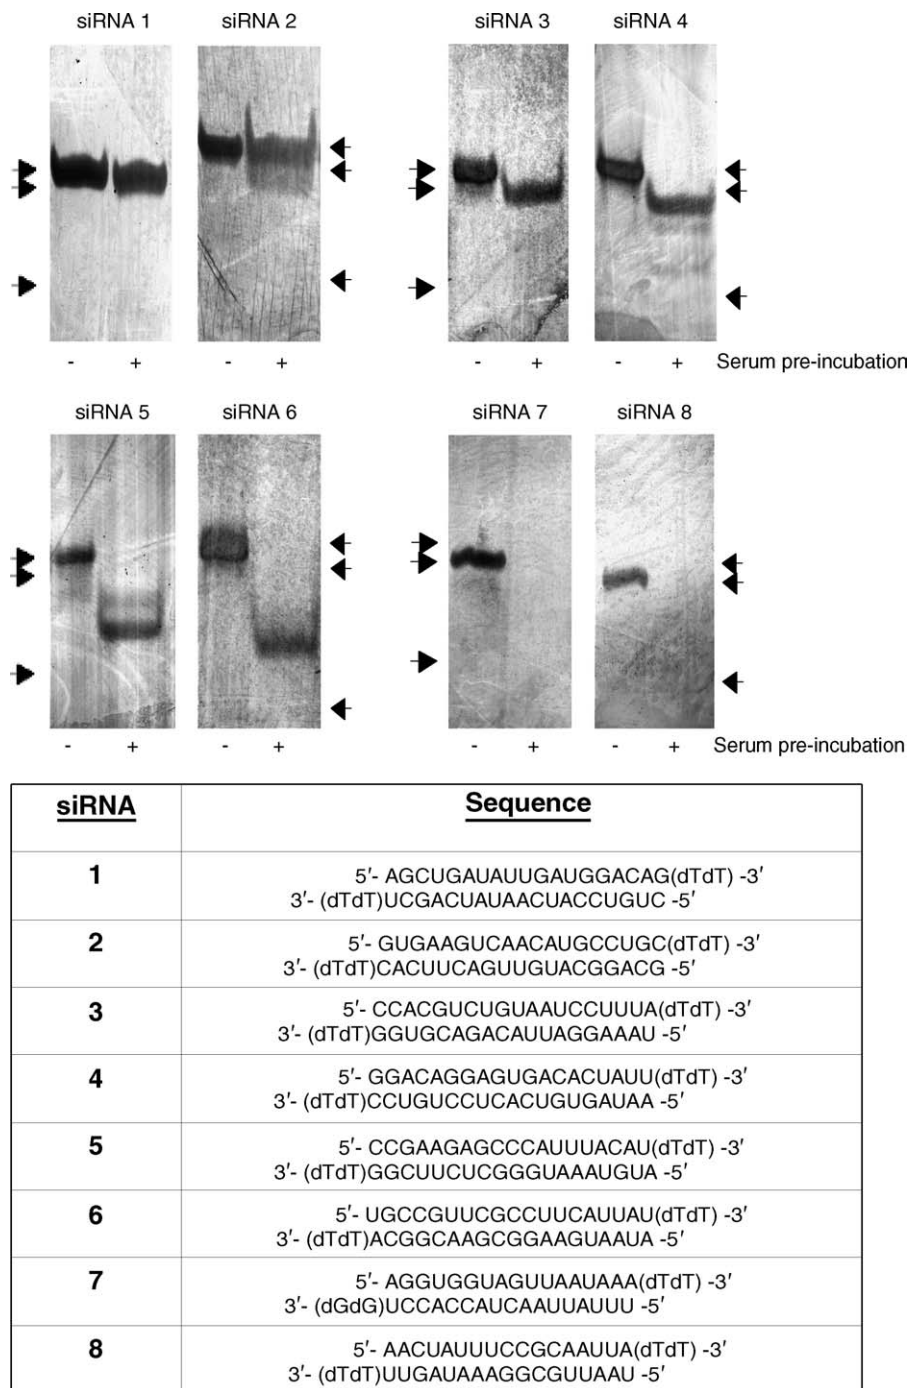 siRNA 1 siRNA 2 siRNA 3 siRNA 4
- + - + - + - + Serum pre-incubation
siRNA 5 siRNA 6 siRNA 7 siRNA 8
- + - + - + - + Serum pre-incubation
siRNA Sequence
1 5′- AGCUGAUAUUGAUGGACAG(dTdT) -3′
3′- (dTdT)UCGACUAUAACUACCUGUC -5′
2 5′- GUGAAGUCAACAUGCCUGC(dTdT) -3′
3′- (dTdT)CACUUCAGUUGUACGGACG -5′
3 5′- CCACGUCUGUAAUCCUUUA(dTdT) -3′
3′- (dTdT)GGUGCAGACAUUAGGAAAU -5′
4 5′- GGACAGGAGUGACACUAUU(dTdT) -3′
3′- (dTdT)CCUGUCCUCACUGUGAUAA -5′
5 5′- CCGAAGAGCCCAUUUACAU(dTdT) -3′
3′- (dTdT)GGCUUCUCGGGUAAAUGUA -5′
6 5′- UGCCGUUCGCCUUCAUUAU(dTdT) -3′
3′- (dTdT)ACGGCAAGCGGAAGUAAUA -5′
7 5′- AGGUGGUAGUUAAUAAA(dTdT) -3′
3′- (dGdG)UCCACCAUCAAUUAUUU -5′
8 5′- AACUAUUUCCGCAAUUA(dTdT) -3′
3′- (dTdT)UUGAUAAAGGCGUUAAU -5′